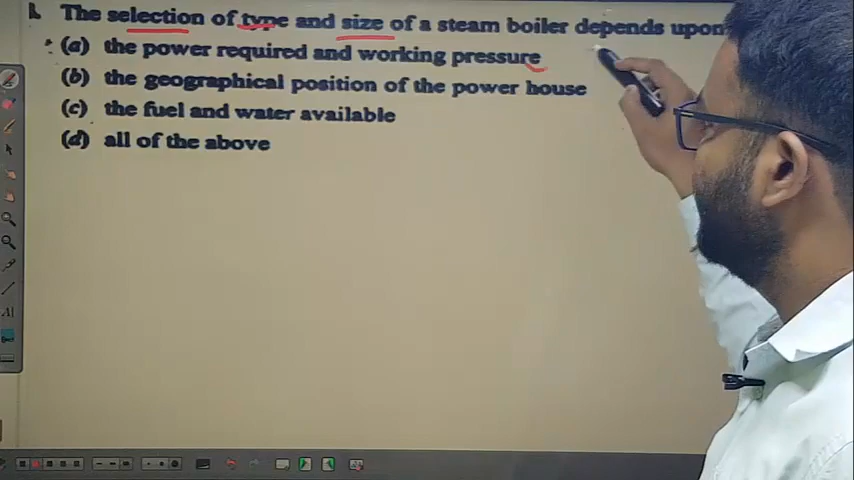 The selection of type and size of a steam boiler depends upon
(a) the power required and working pressure
(b) the geographical position of the power house
(c) the fuel and water available
(d) all of the above